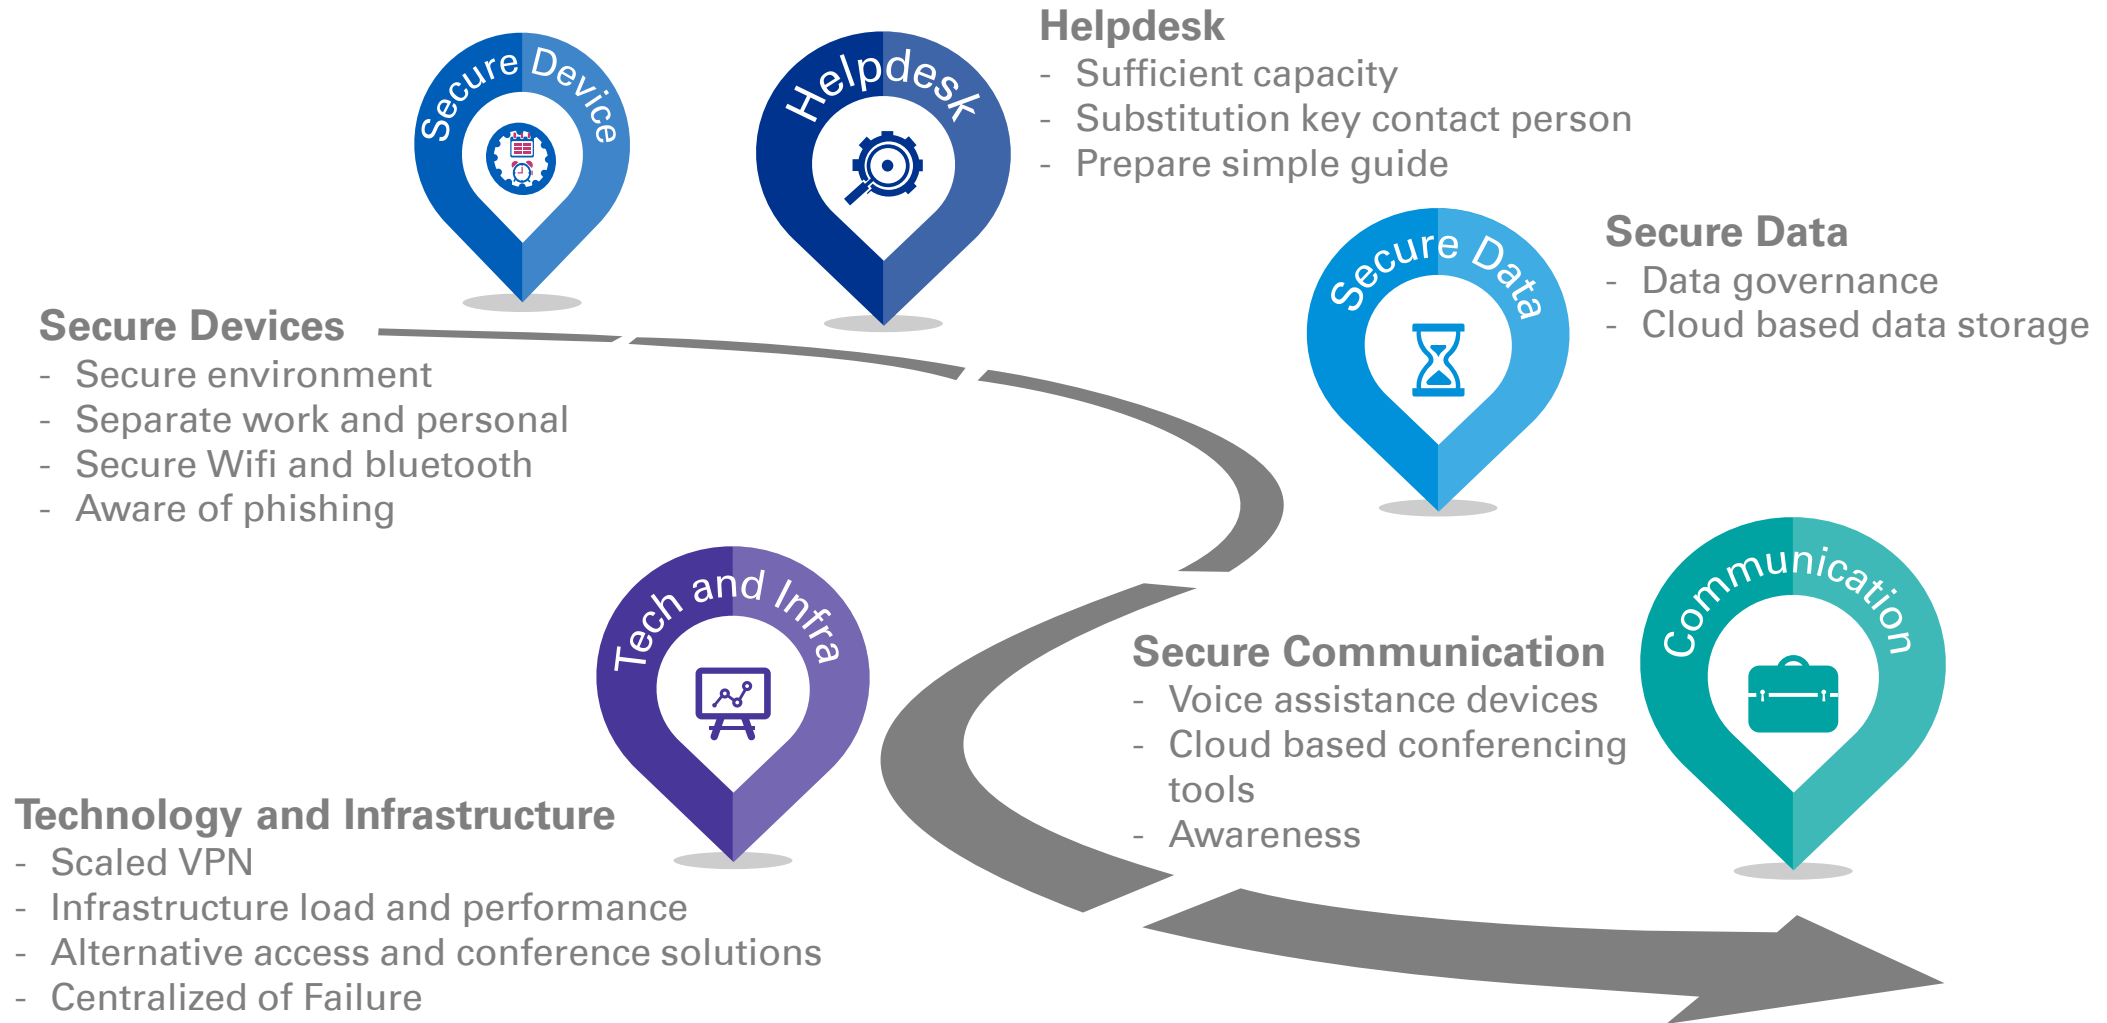 Secure Device
Helpdesk
Helpdesk
- Sufficient capacity
- Substitution key contact person
- Prepare simple guide
Secure Data
Secure Data
- Data governance
- Cloud based data storage
Secure Devices
- Secure environment
- Separate work and personal
- Secure Wifi and bluetooth
- Aware of phishing
Tech and Infra
Communication
Secure Communication
- Voice assistance devices
- Cloud based conferencing
tools
- Awareness
Technology and Infrastructure
- Scaled VPN
- Infrastructure load and performance
- Alternative access and conference solutions
- Centralized of Failure